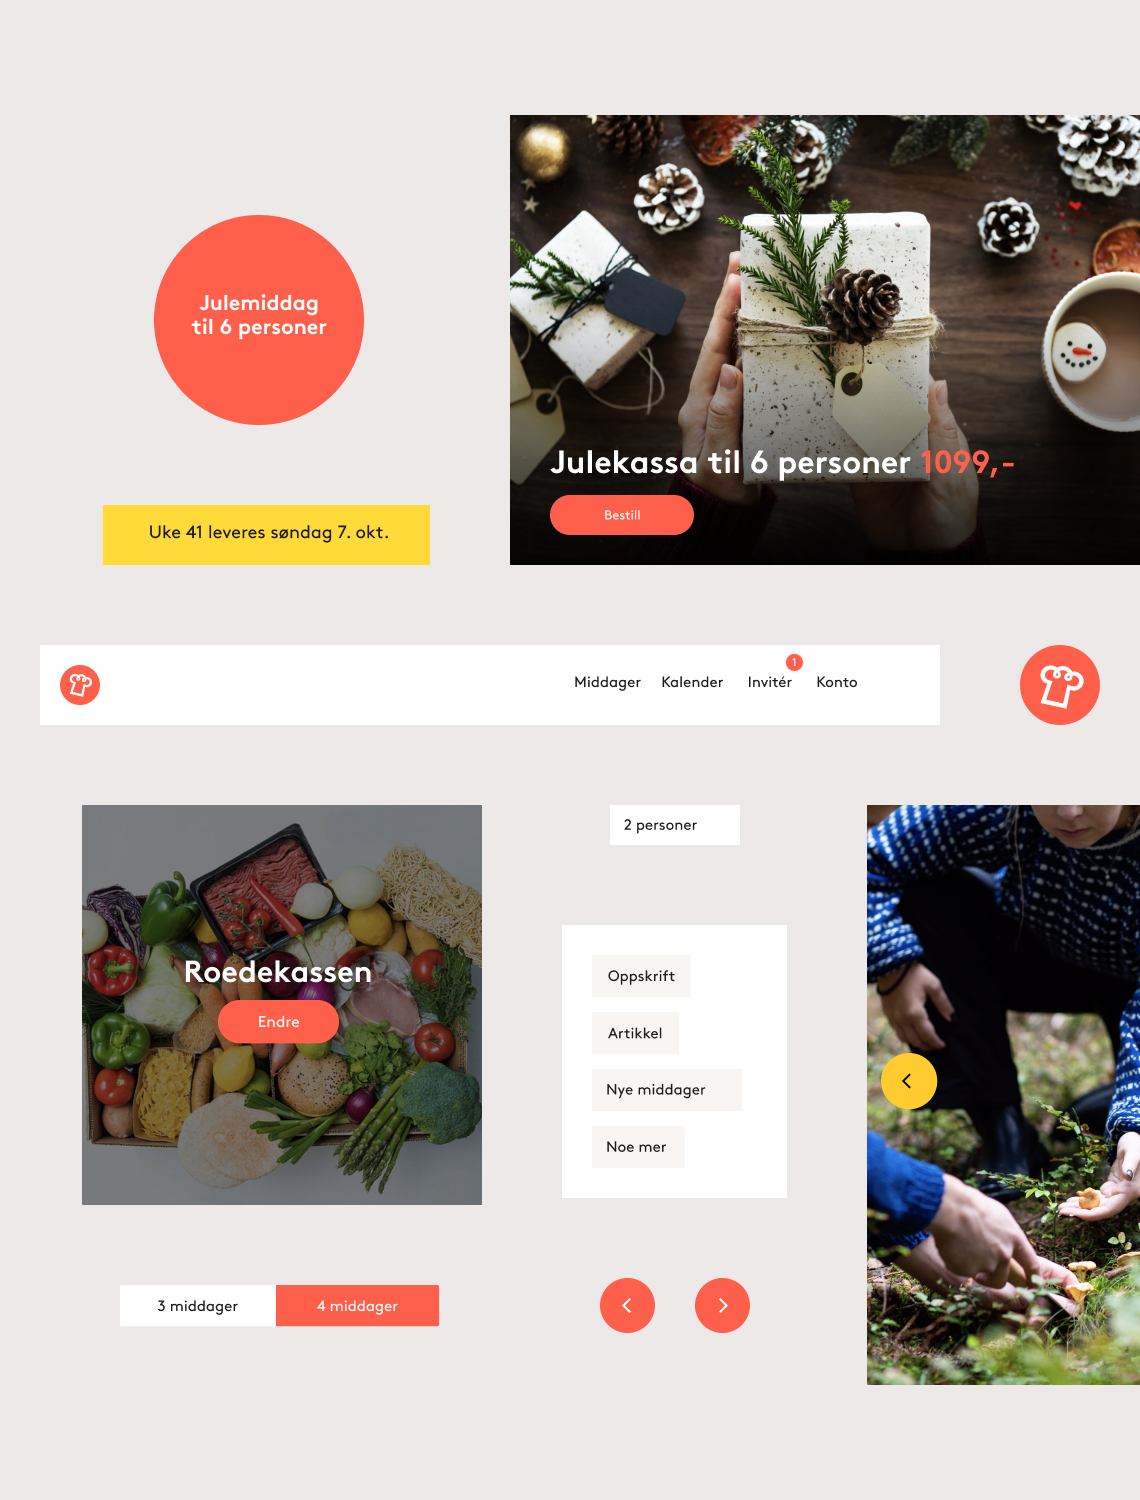 Julemiddag
til 6 personer
Julekassa til 6 personer 1099,-
Bestill
Uke 41 leveres søndag 7. okt.
Middager Kalender Invitér 1 Konto
Roedekassen
Endre
2 personer
Oppskrift
Artikkel
Nye middager
Noe mer
3 middager 4 middager